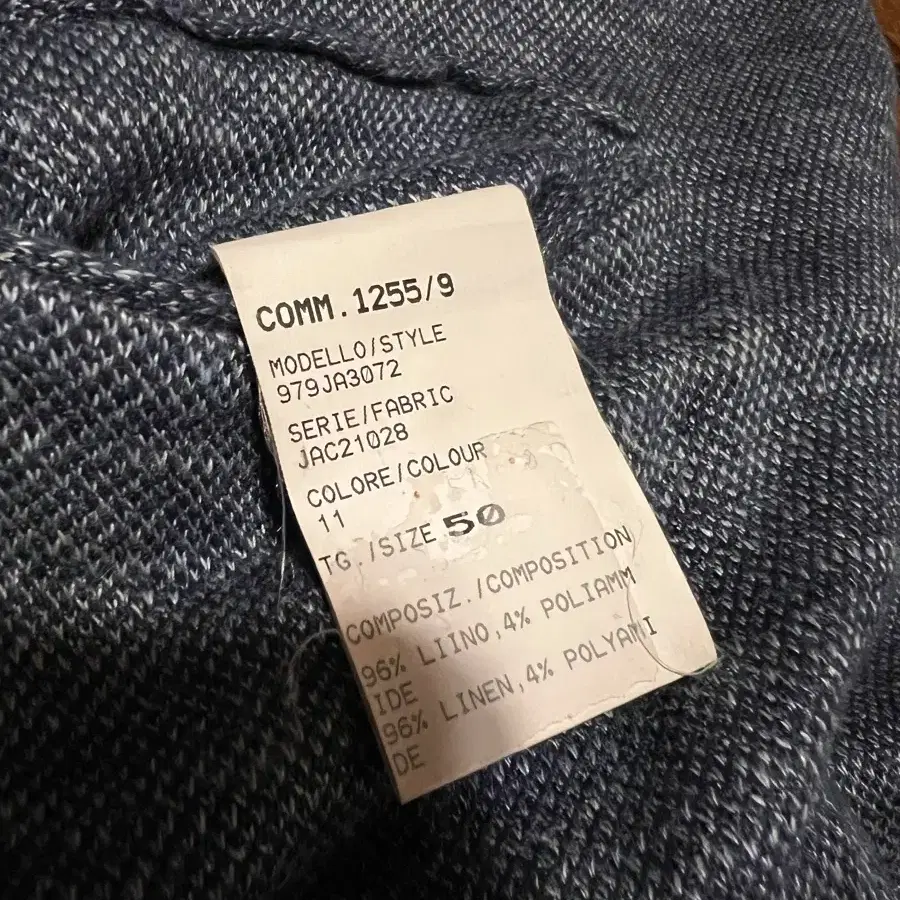 COMM.1255/9
MODELLO/STYLE
979JA3072
SERIE/FABRIC
JAC21028
COLORE/COLOUR
11
TG./SIZE 50
COMPOSIZ./COMPOSITION
96% LIINO,4% POLIAMM
IDE
96% LINEN,4% POLYAMI
DE